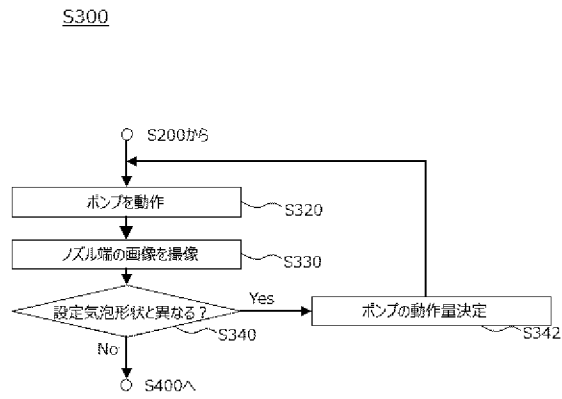 S300
S200から
ポンプを動作
S320
ノズル端の画像を撮像
S330
設定気泡形状と異なる？
Yes
ポンプの動作量決定
S340
S342
No
S400へ